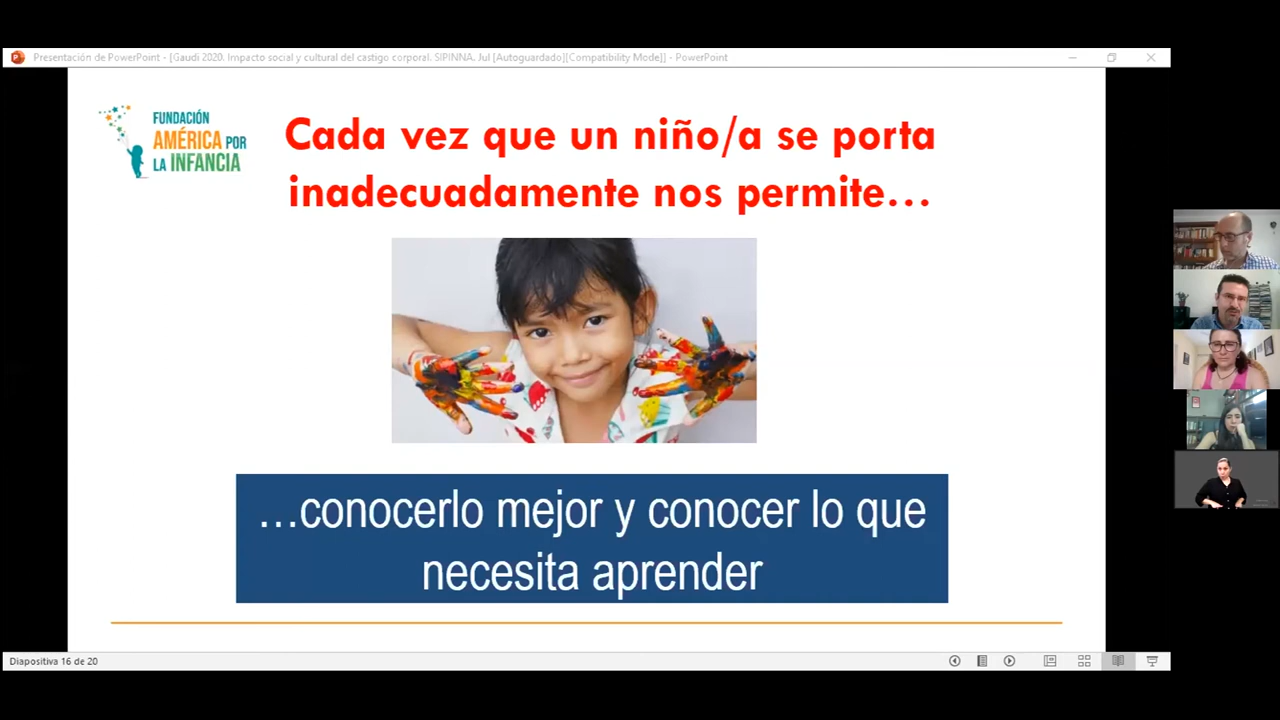 Presentación de PowerPoint - [Gaudi 2020. Impacto social y cultural del castigo corporal. SIPINNA. Jul [Autoguardado][Compatibility Mode]] - PowerPoint
FUNDACIÓN
AMÉRICA POR
LA INFANCIA
Cada vez que un niño/a se porta
inadecuadamente nos permite...
...conocerlo mejor y conocer lo que
necesita aprender
Diapositiva 16 de 20